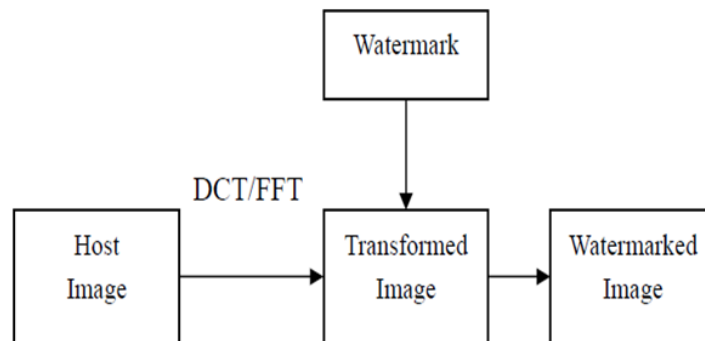 Watermark
DCT/FFT
Host
Image
Transformed
Image
Watermarked
Image